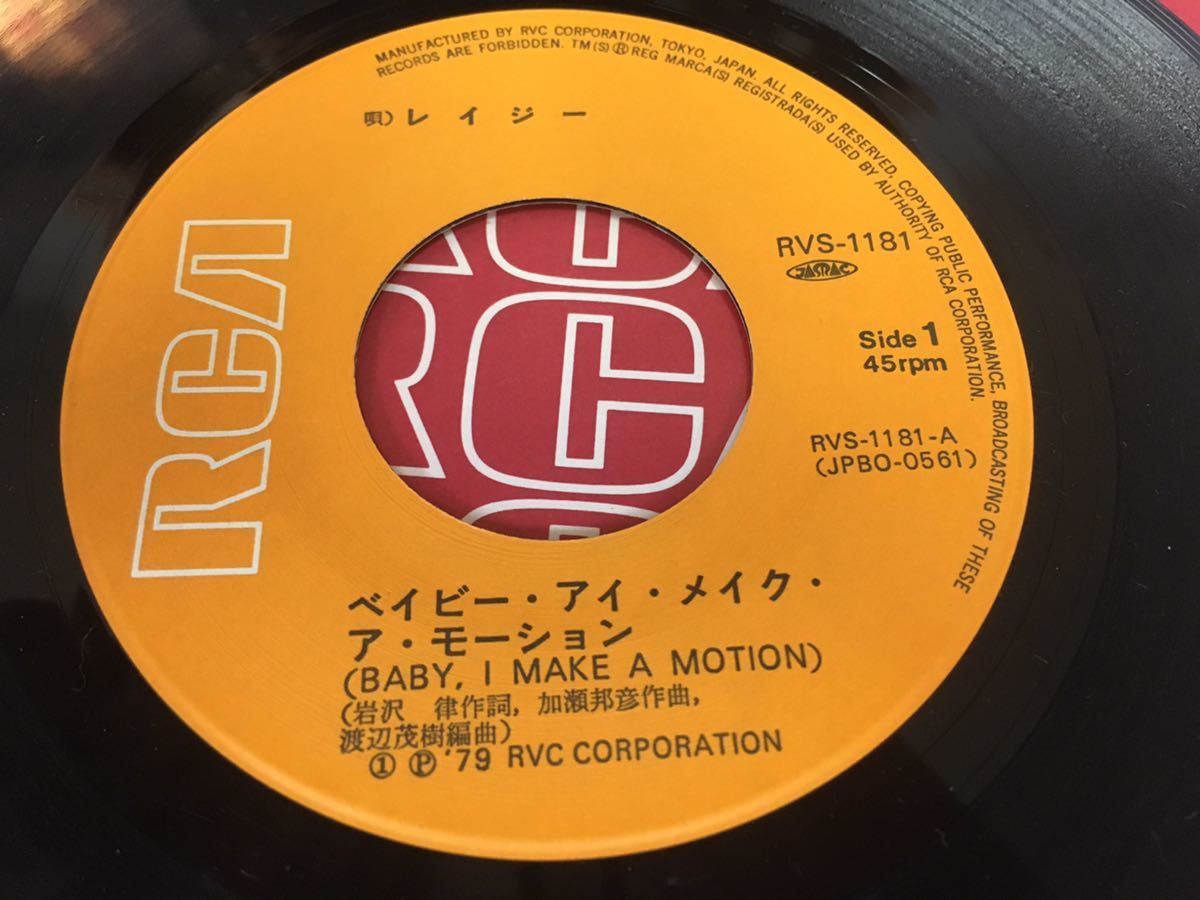 MANUFACTURED BY RVC CORPORATION, TOKYO, JAPAN. ALL RIGHTS RESERVED, COPYING PUBLIC PERFORMANCE, BROADCASTING OF THESE
RECORDS ARE FORBIDDEN. TM(S) ® REG MARCA(S) REGISTRADA(S) USED BY AUTHORITY OF RCA CORPORATION.
唄) レイジー
RCA
RVS-1181
JASRAC
Side 1
45rpm
RVS-1181-A
(JPBO-0561)
ベイビー・アイ・メイク・
ア・モーション
(BABY, I MAKE A MOTION)
(岩沢 律作詞, 加瀬邦彦作曲,
渡辺茂樹編曲)
① Ⓟ '79 RVC CORPORATION